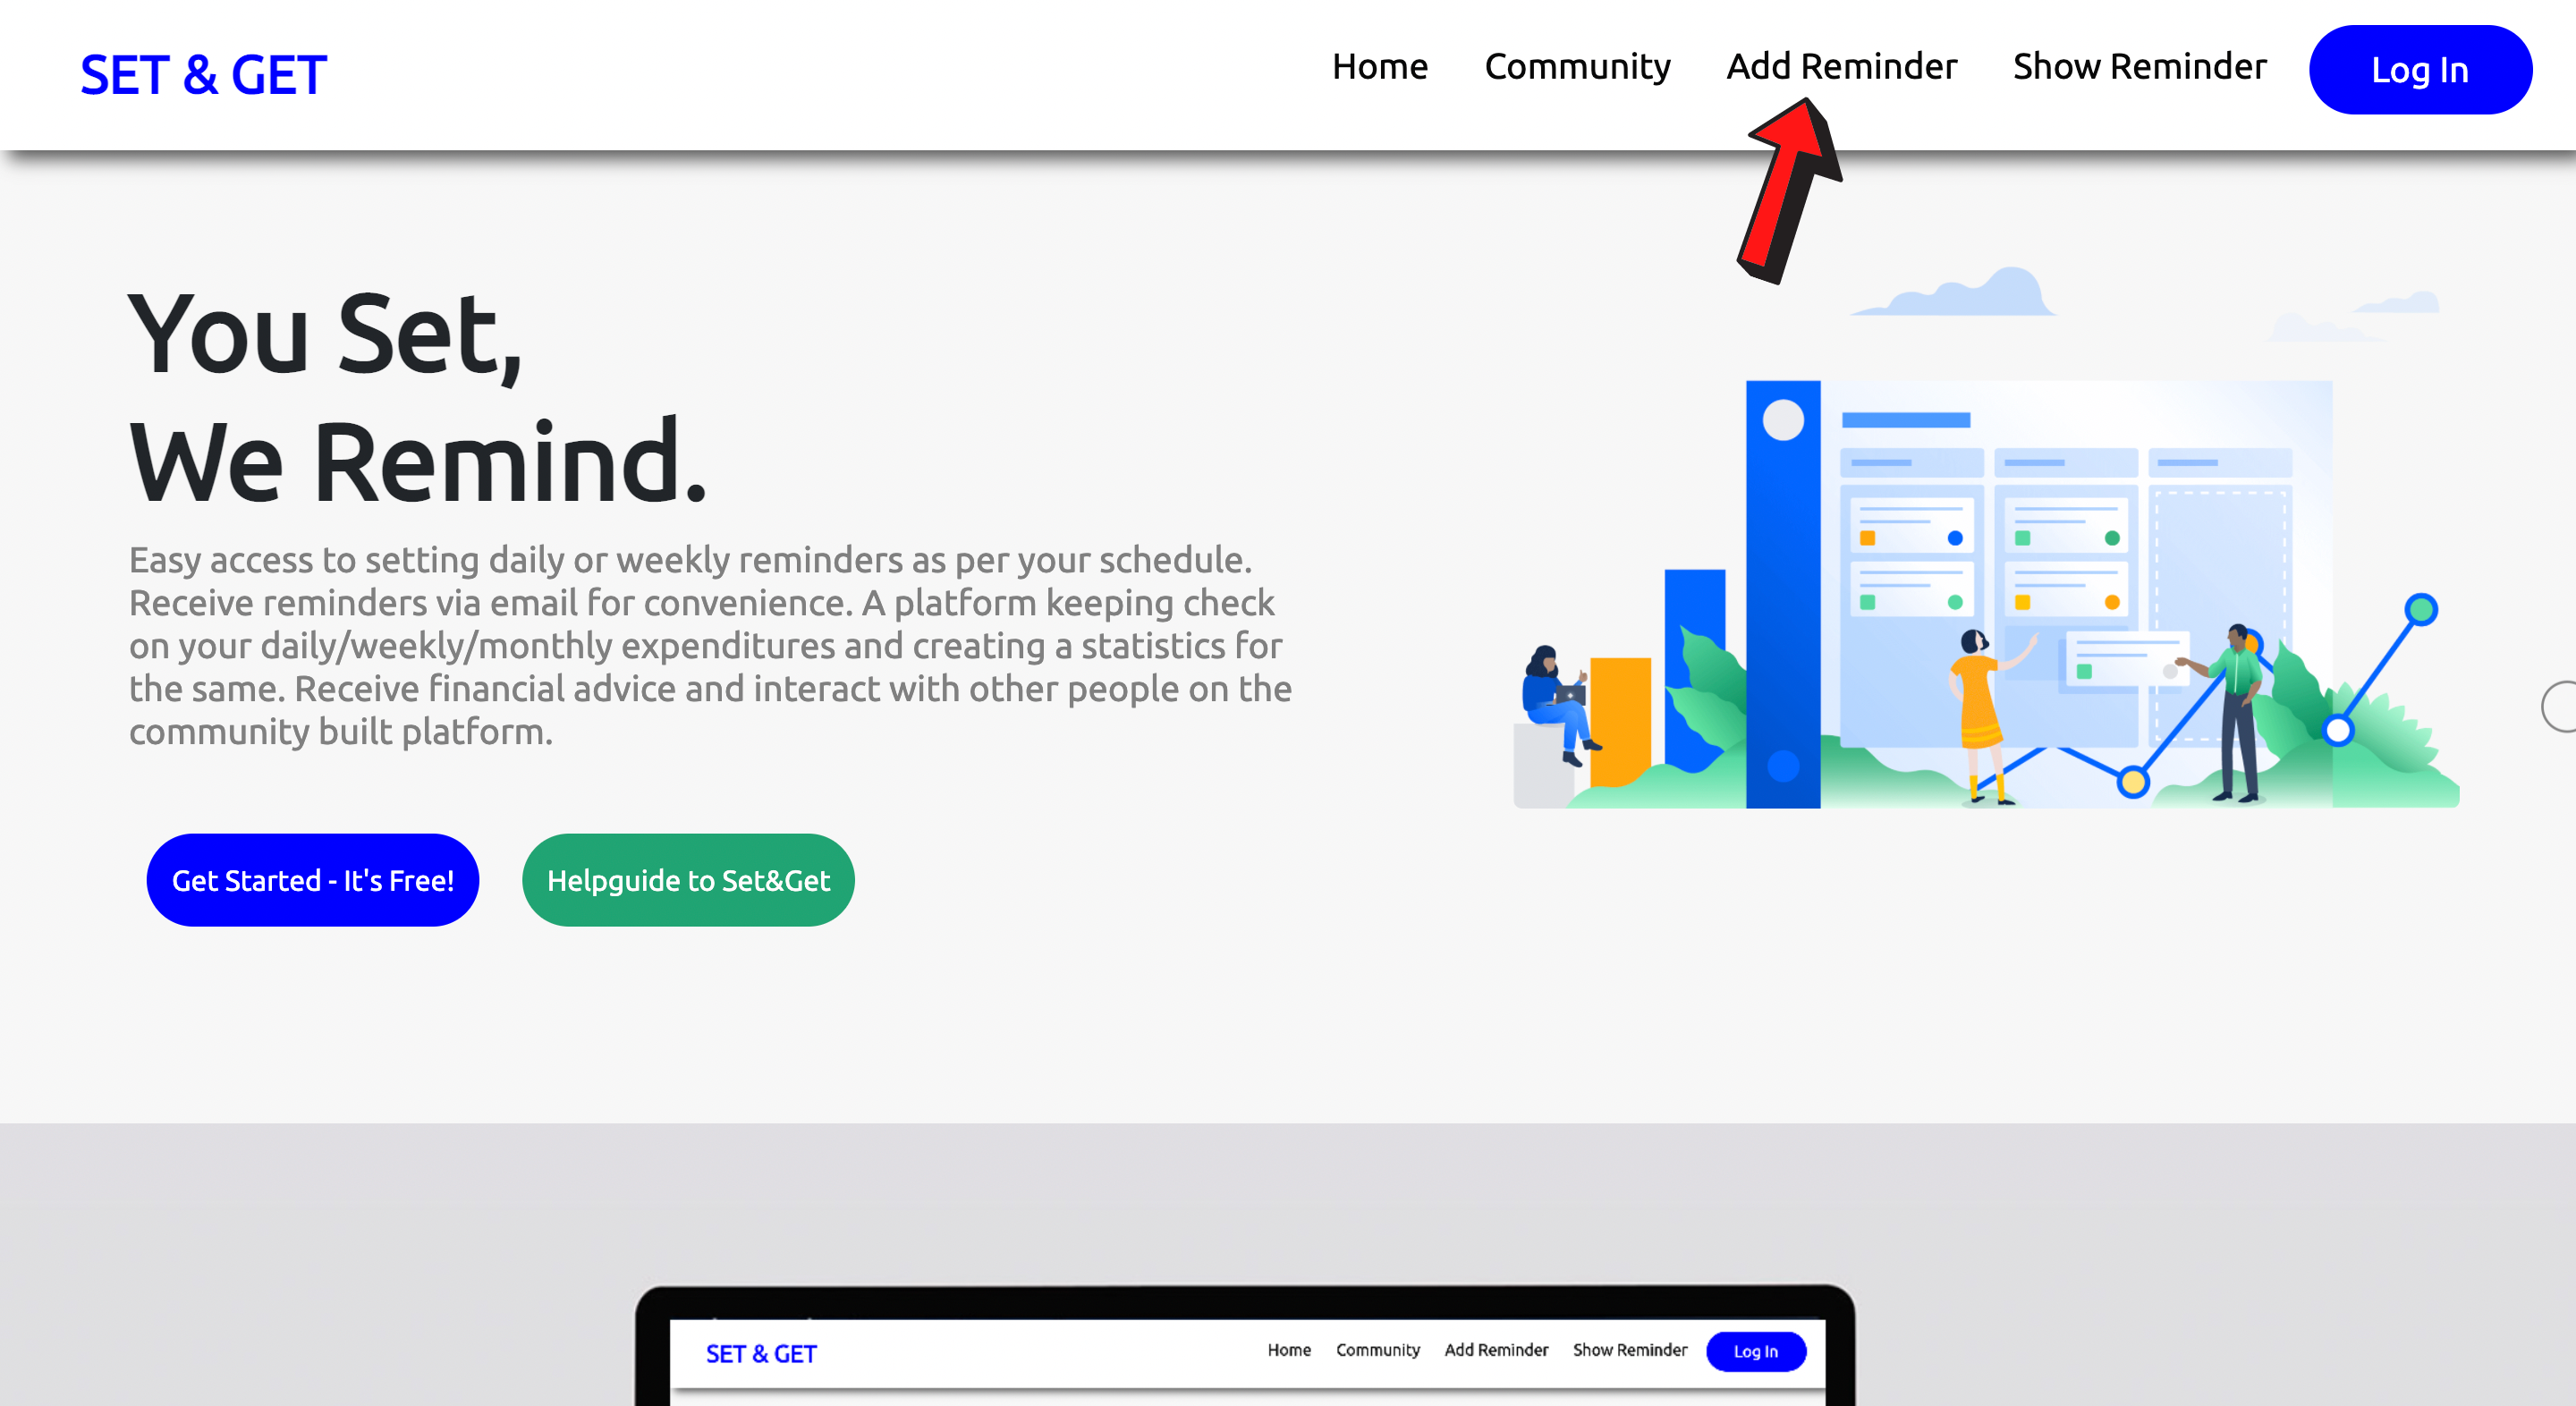 SET & GET
Home
Community
Add Reminder
Show Reminder
Log In
You Set,
We Remind.
Easy access to setting daily or weekly reminders as per your schedule.
Receive reminders via email for convenience. A platform keeping check
on your daily/weekly/monthly expenditures and creating a statistics for
the same. Receive financial advice and interact with other people on the
community built platform.
Get Started - It's Free!
Helpguide to Set&Get
SET & GET
Home
Community
Add Reminder
Show Reminder
Log In